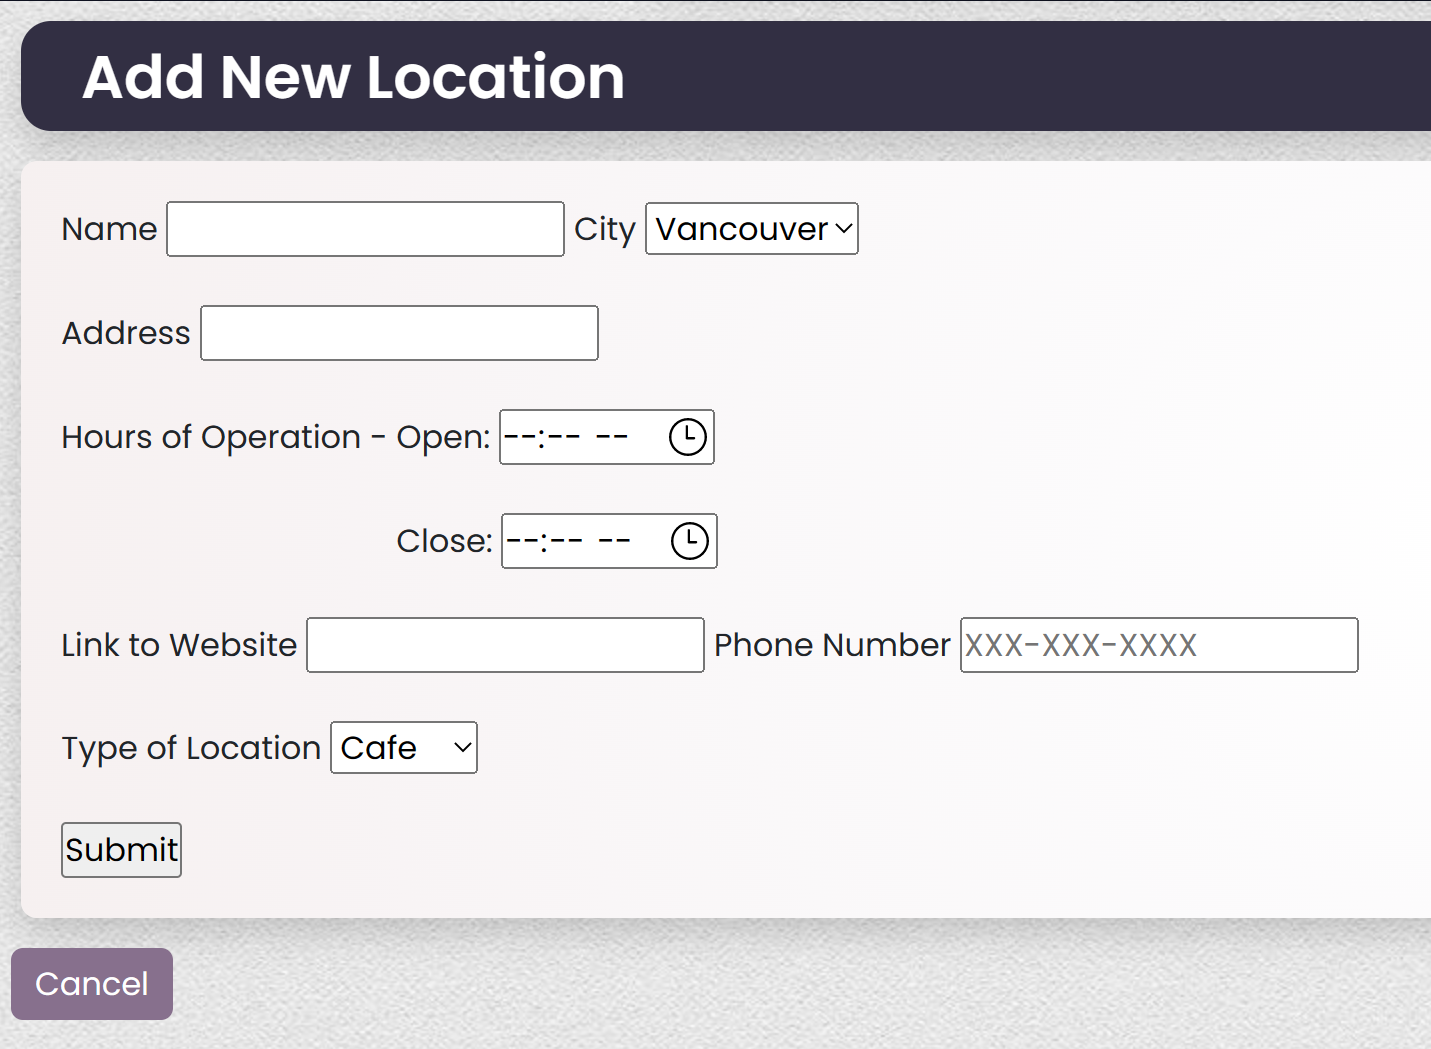 Add New Location
Name City Vancouver
Address
Hours of Operation - Open: --:-- --
Close: --:-- --
Link to Website Phone Number XXX-XXX-XXXX
Type of Location Cafe
Submit
Cancel